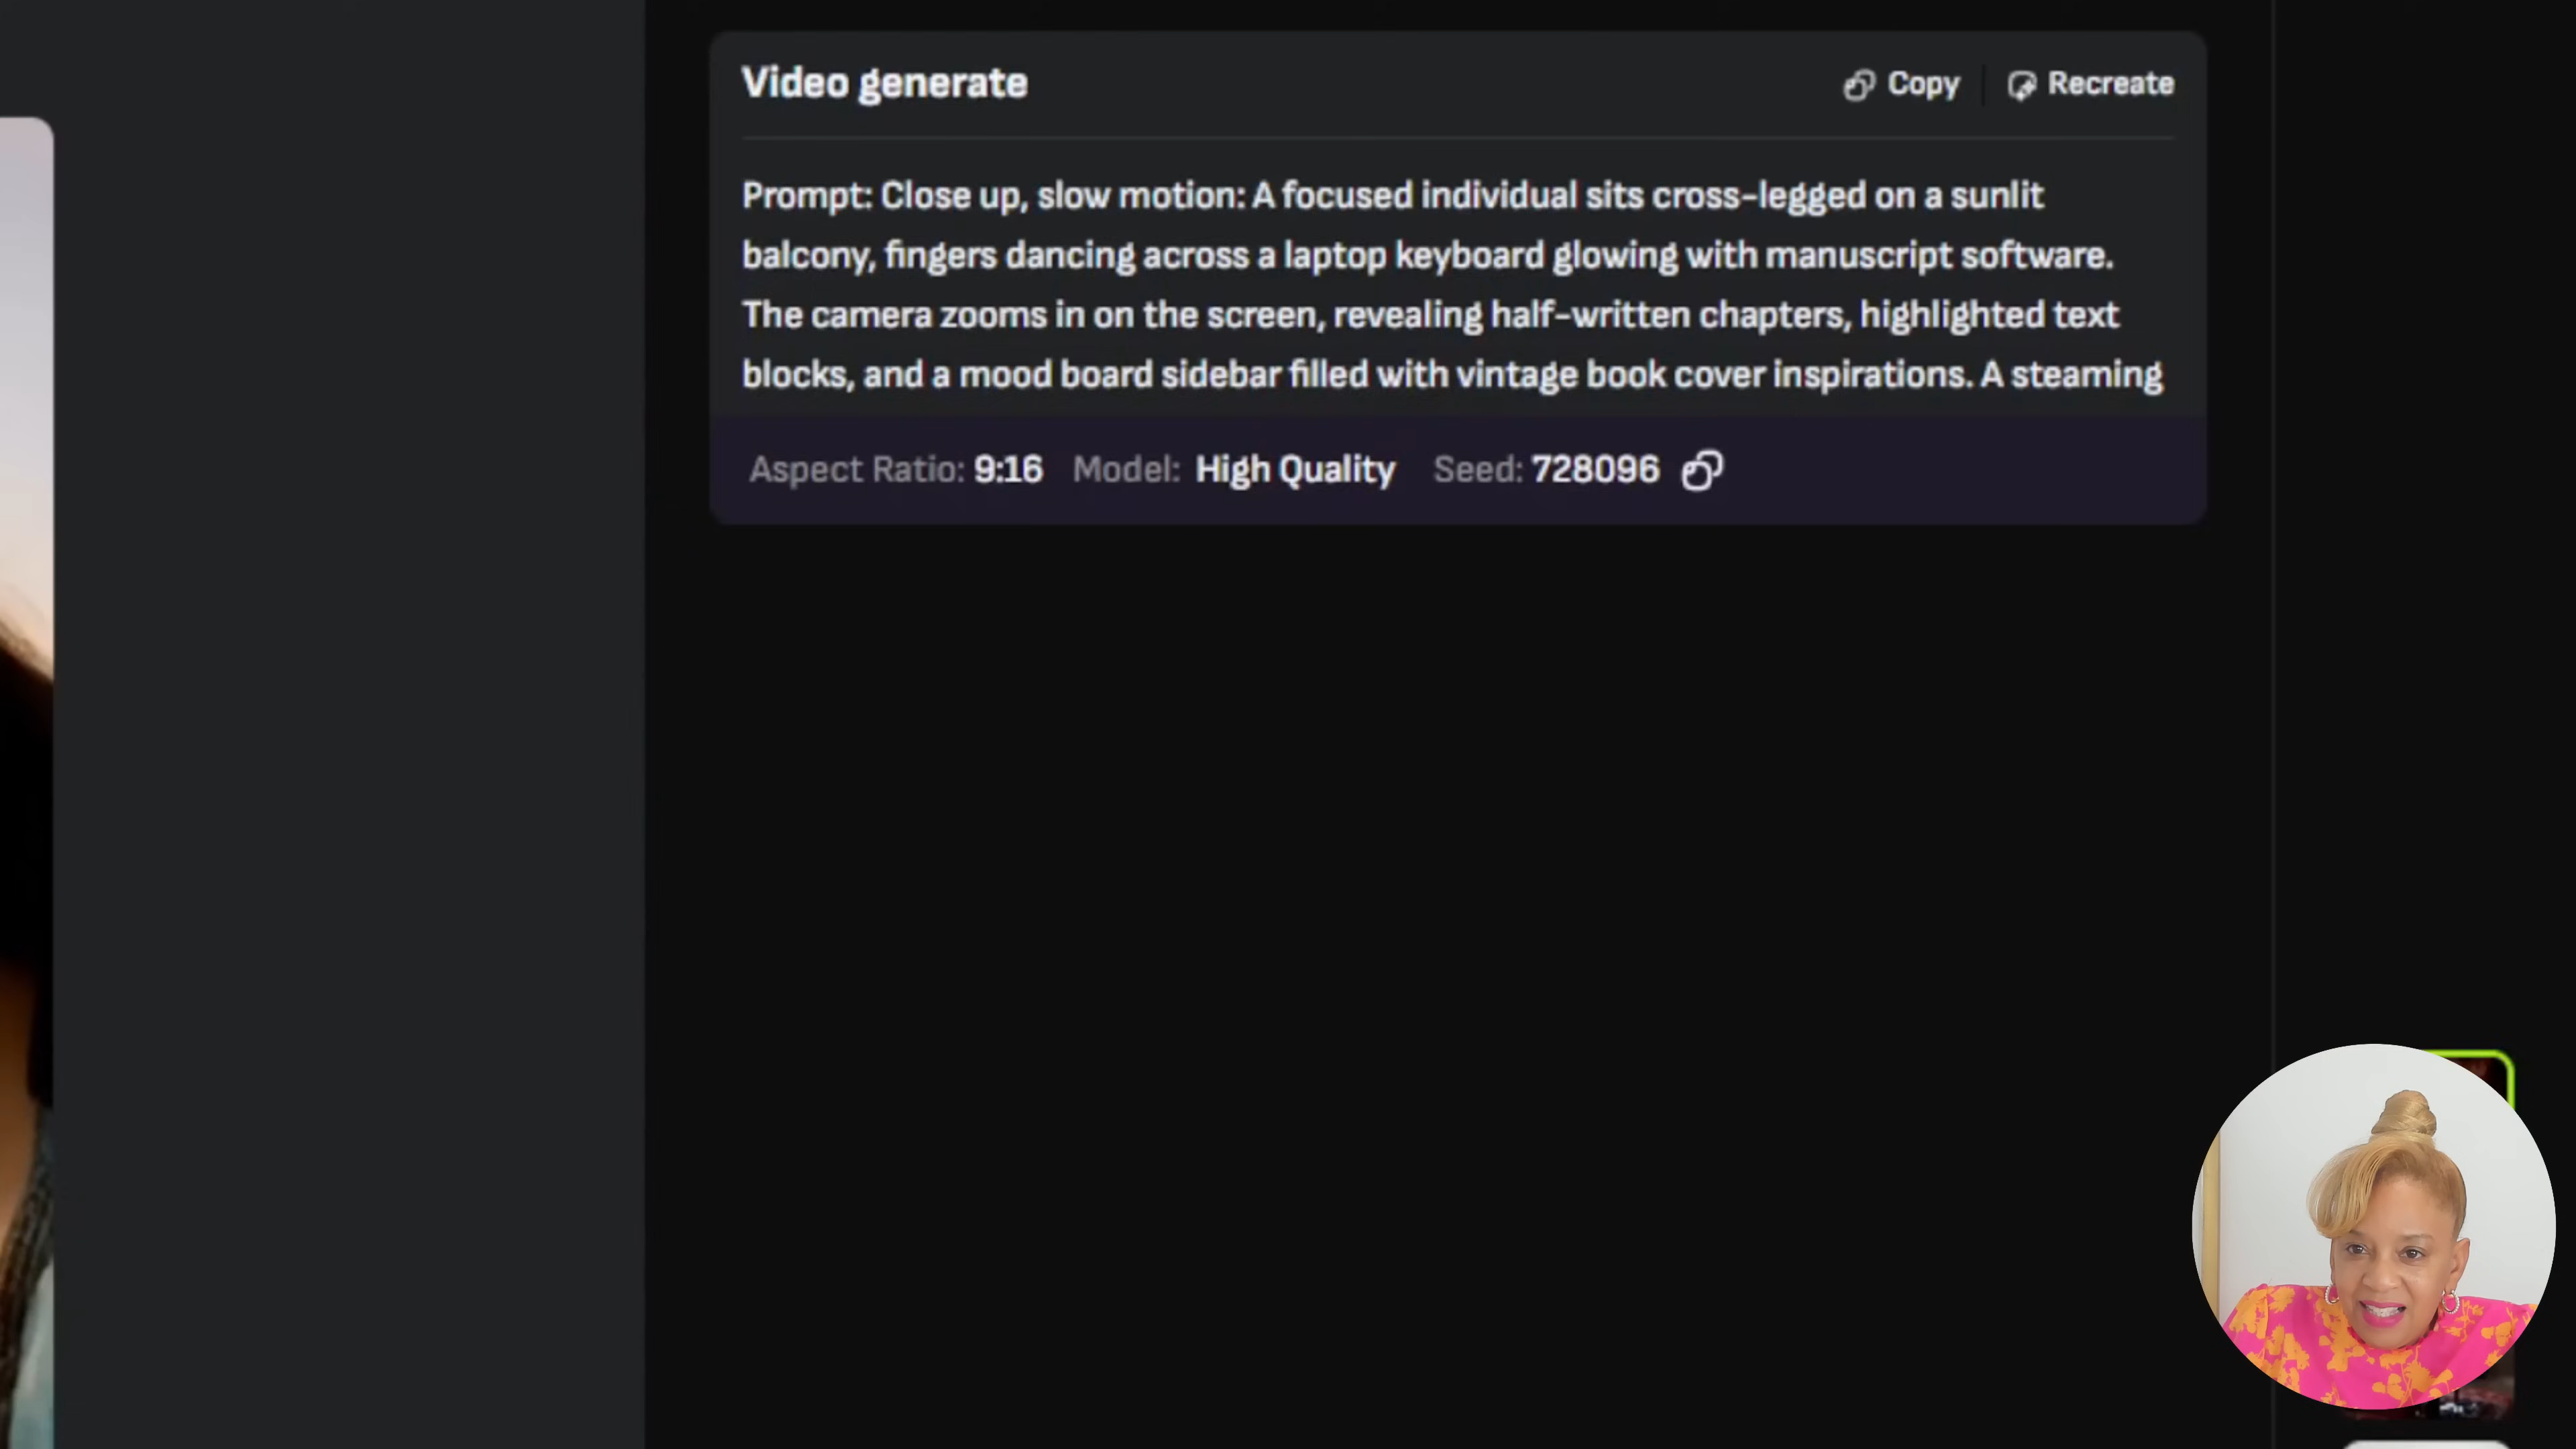 Video generate
Copy
Recreate
Prompt: Close up, slow motion: A focused individual sits cross-legged on a sunlit
balcony, fingers dancing across a laptop keyboard glowing with manuscript software.
The camera zooms in on the screen, revealing half-written chapters, highlighted text
blocks, and a mood board sidebar filled with vintage book cover inspirations. A steaming
Aspect Ratio: 9:16 Model: High Quality Seed: 728096